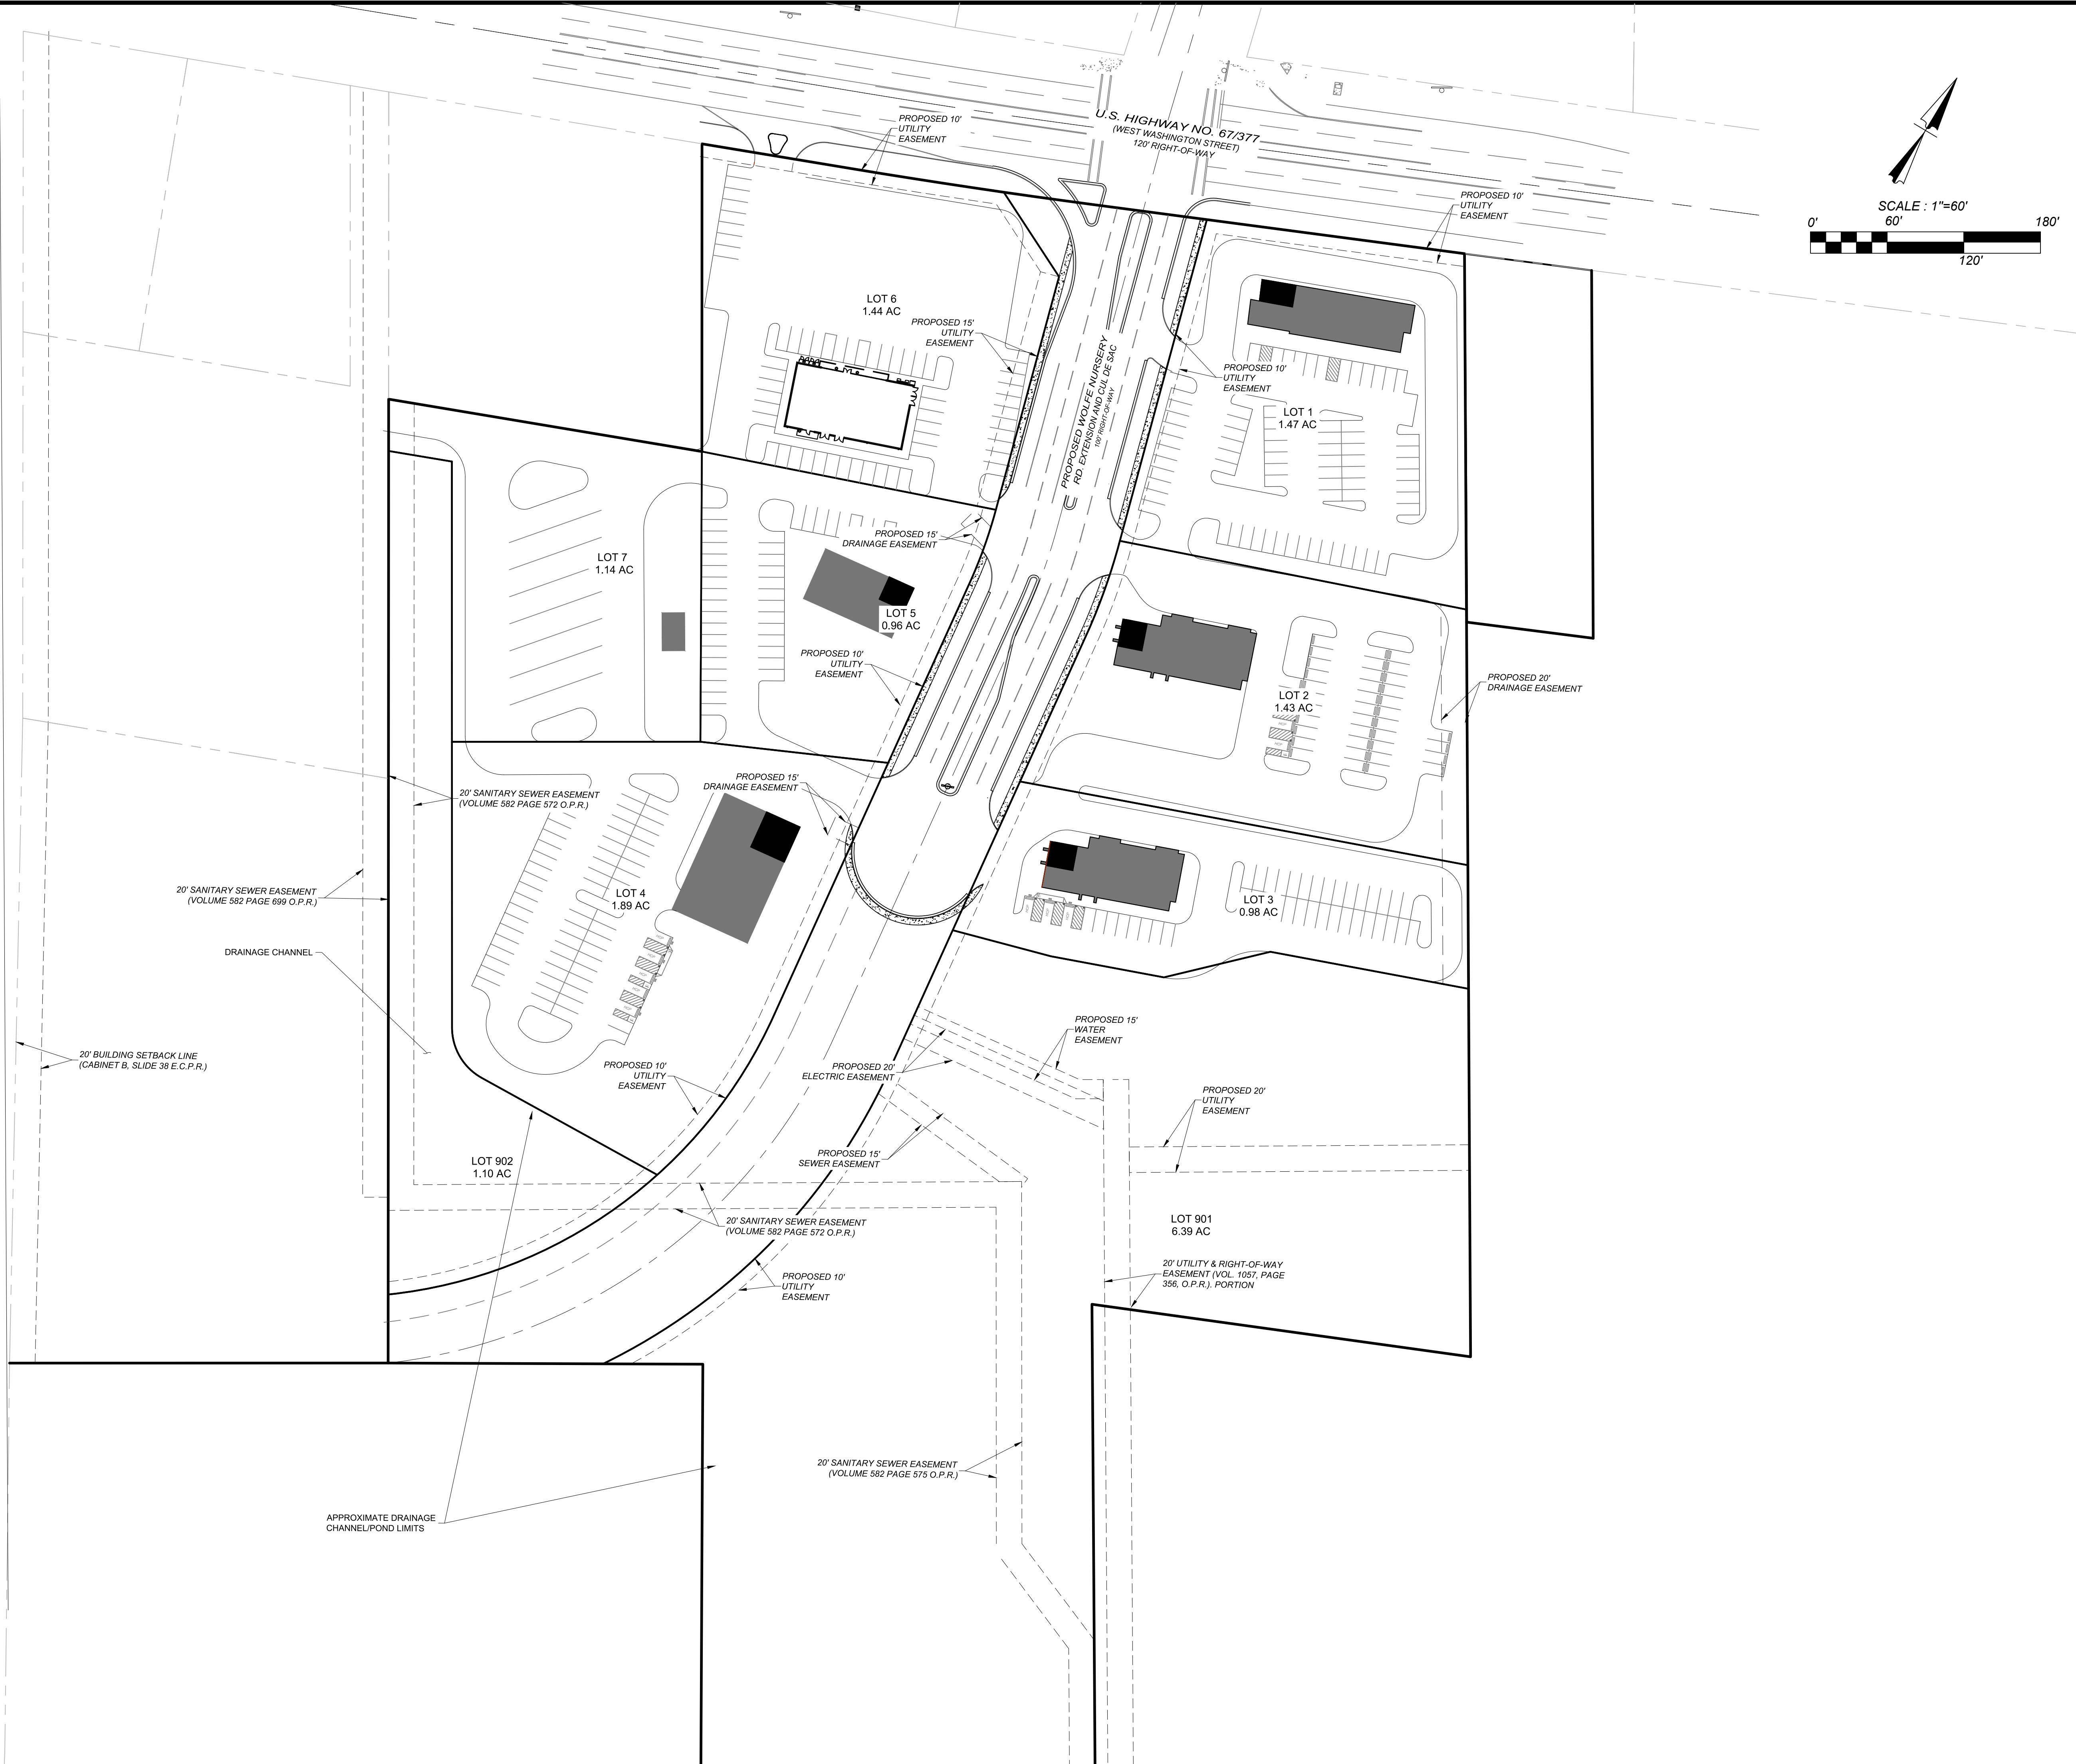 U.S. HIGHWAY NO. 67/377
(WEST WASHINGTON STREET)
120' RIGHT-OF-WAY
PROPOSED 10'
UTILITY
EASEMENT
PROPOSED 10'
UTILITY
EASEMENT
SCALE : 1"=60'
0'
60'
180'
120'
LOT 6
1.44 AC
PROPOSED 15'
UTILITY
EASEMENT
PROPOSED WOLFE NURSERY
RD. EXTENSION AND CUL DE SAC
100' RIGHT-OF-WAY
PROPOSED 10'
UTILITY
EASEMENT
LOT 1
1.47 AC
PROPOSED 15'
DRAINAGE EASEMENT
LOT 7
1.14 AC
LOT 5
0.96 AC
PROPOSED 10'
UTILITY
EASEMENT
LOT 2
1.43 AC
PROPOSED 20'
DRAINAGE EASEMENT
PROPOSED 15'
DRAINAGE EASEMENT
20' SANITARY SEWER EASEMENT
(VOLUME 582 PAGE 572 O.P.R.)
20' SANITARY SEWER EASEMENT
(VOLUME 582 PAGE 699 O.P.R.)
LOT 4
1.89 AC
LOT 3
0.98 AC
DRAINAGE CHANNEL
20' BUILDING SETBACK LINE
(CABINET B, SLIDE 38 E.C.P.R.)
PROPOSED 10'
UTILITY
EASEMENT
PROPOSED 20'
ELECTRIC EASEMENT
PROPOSED 15'
WATER
EASEMENT
PROPOSED 20'
UTILITY
EASEMENT
PROPOSED 15'
SEWER EASEMENT
LOT 902
1.10 AC
20' SANITARY SEWER EASEMENT
(VOLUME 582 PAGE 572 O.P.R.)
LOT 901
6.39 AC
20' UTILITY & RIGHT-OF-WAY
EASEMENT (VOL. 1057, PAGE
356, O.P.R.). PORTION
PROPOSED 10'
UTILITY
EASEMENT
20' SANITARY SEWER EASEMENT
(VOLUME 582 PAGE 575 O.P.R.)
APPROXIMATE DRAINAGE
CHANNEL/POND LIMITS